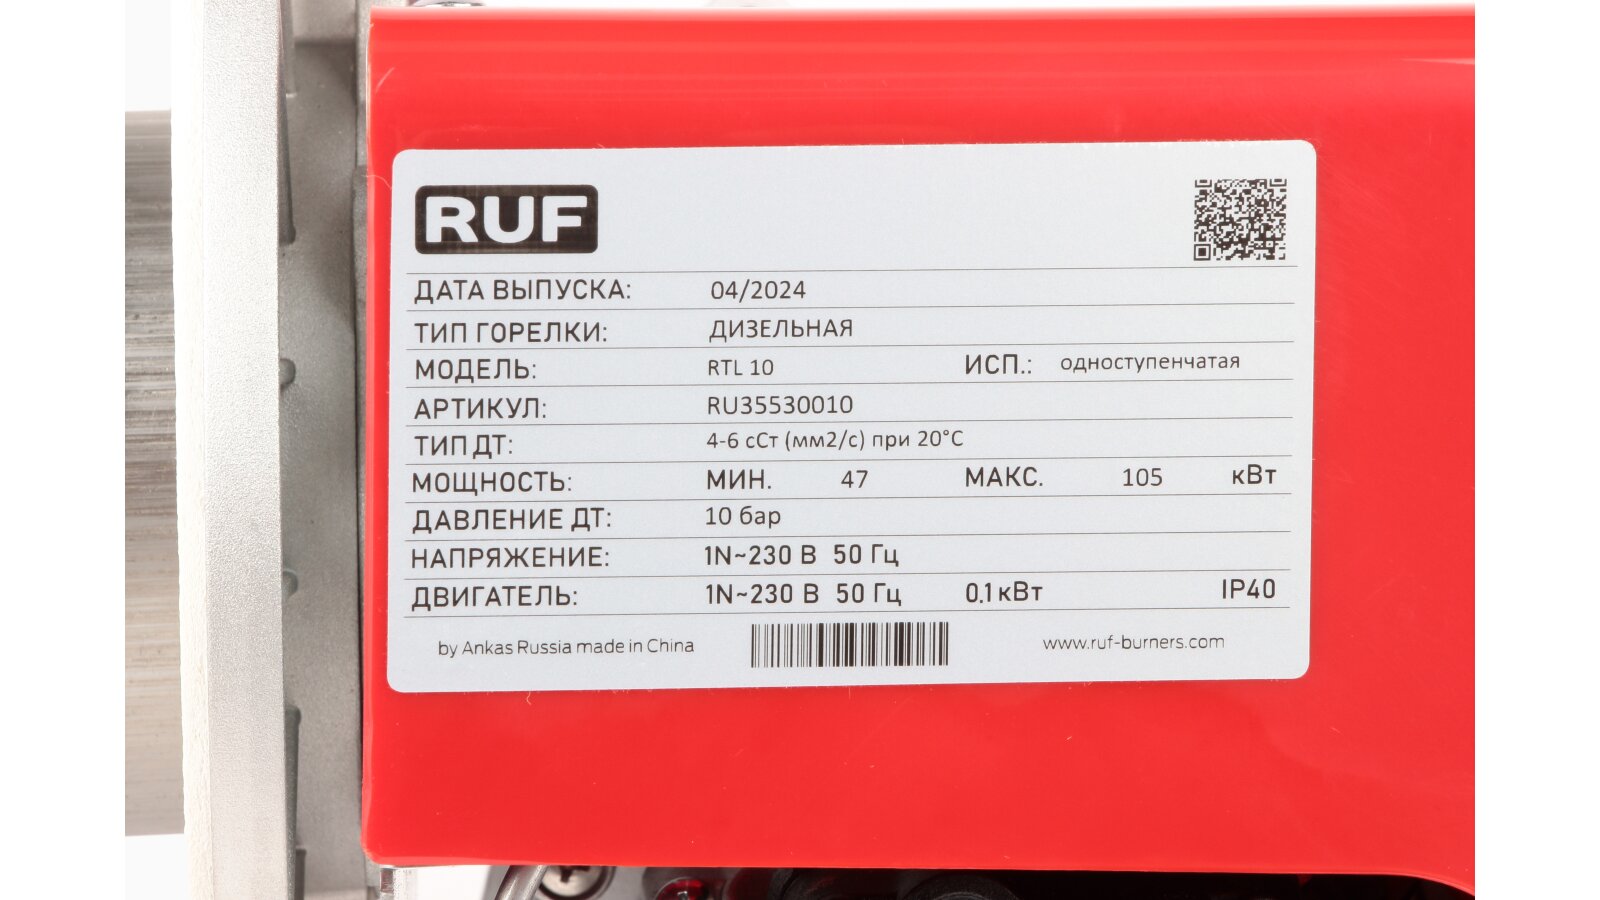 RUF
ДАТА ВЫПУСКА: 04/2024
ТИП ГОРЕЛКИ: ДИЗЕЛЬНАЯ
МОДЕЛЬ: RTL 10 ИСП.: одноступенчатая
АРТИКУЛ: RU35530010
ТИП ДТ: 4-6 сСт (мм2/с) при 20°С
МОЩНОСТЬ: МИН. 47 МАКС. 105 кВт
ДАВЛЕНИЕ ДТ: 10 бар
НАПРЯЖЕНИЕ: 1N~230 В 50 Гц
ДВИГАТЕЛЬ: 1N~230 В 50 Гц 0.1 кВт IP40
by Ankas Russia made in China www.ruf-burners.com